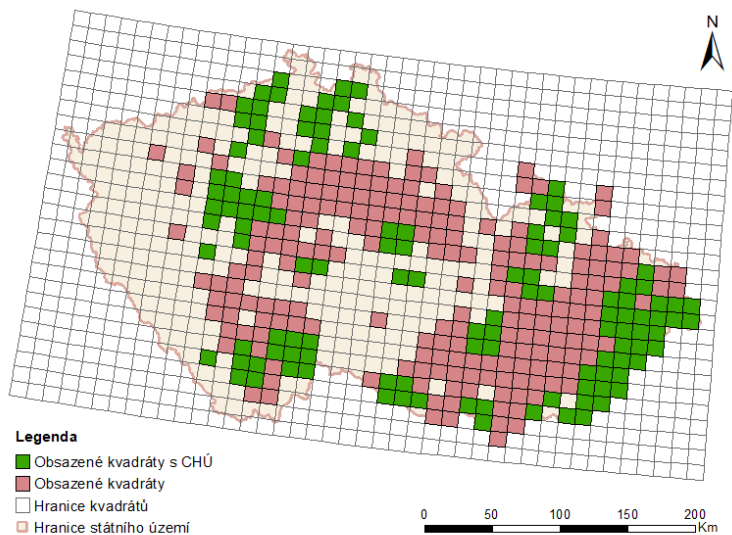 N
Legenda
Obsazené kvadráty s CHÚ
Obsazené kvadráty
Hranice kvadrátů
Hranice státního území
0 50 100 150 200
Km